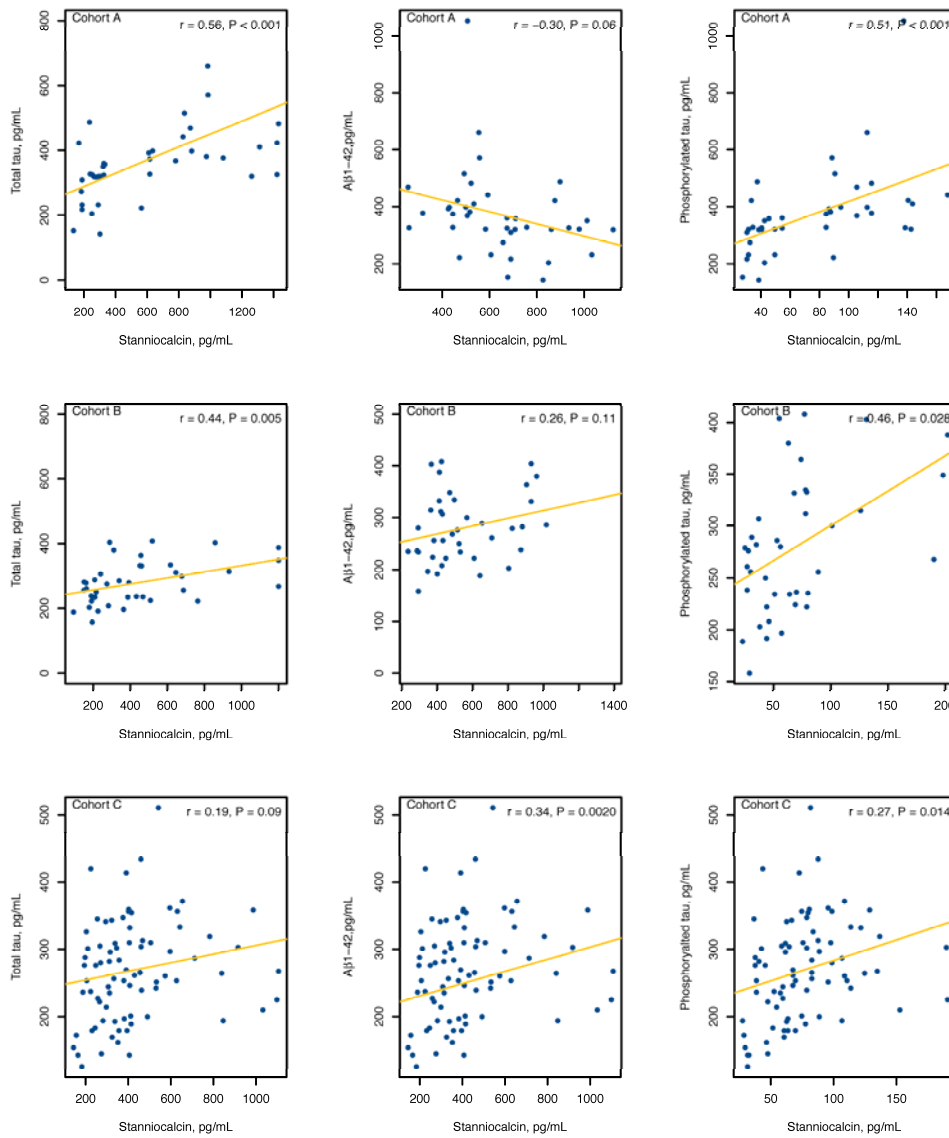 Cohort A
r = 0.56, P < 0.001
Total tau, pg/mL
0
200
400
600
800
200 400 600 800 1000 1400
Stanniocalcin, pg/mL
Cohort A
r = −0.30, P = 0.06
Aβ1−42,pg/mL
200
400
600
800
1000
400 600 800 1000
Stanniocalcin, pg/mL
Cohort A
r = 0.51, P < 0.001
Phosphorylated tau, pg/mL
200
400
600
800
1000
40 60 80 100 140
Stanniocalcin, pg/mL
Cohort B
r = 0.44, P = 0.005
Total tau, pg/mL
0
200
400
600
800
200 400 600 800 1000
Stanniocalcin, pg/mL
Cohort B
r = 0.26, P = 0.11
Aβ1−42,pg/mL
0
100
200
300
400
500
200 400 600 800 1000 1400
Stanniocalcin, pg/mL
Cohort B
r = 0.46, P = 0.028
Phosphorylated tau, pg/mL
150
200
250
300
350
400
50 100 150 200
Stanniocalcin, pg/mL
Cohort C
r = 0.19, P = 0.09
Total tau, pg/mL
200
300
400
500
200 400 600 800 1000
Stanniocalcin, pg/mL
Cohort C
r = 0.34, P = 0.0020
Aβ1−42,pg/mL
200
300
400
500
200 400 600 800 1000
Stanniocalcin, pg/mL
Cohort C
r = 0.27, P = 0.014
Phosphoryalted tau, pg/mL
200
300
400
500
50 100 150
Stanniocalcin, pg/mL